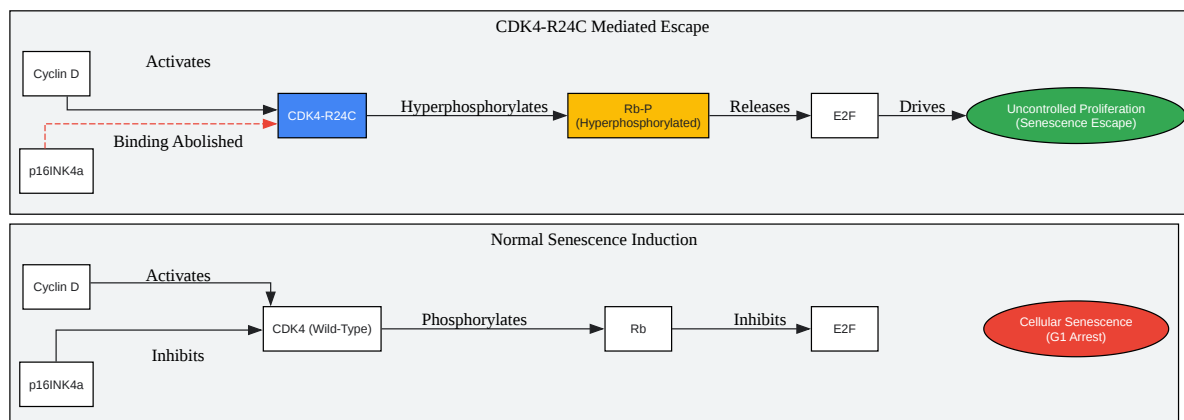 CDK4-R24C Mediated Escape
Cyclin D
Activates
CDK4-R24C
Hyperphosphorylates
Rb-P
(Hyperphosphorylated)
Releases
E2F
Drives
Uncontrolled Proliferation
(Senescence Escape)
Binding Abolished
p16INK4a
Normal Senescence Induction
Cyclin D
Activates
CDK4 (Wild-Type)
Phosphorylates
Rb
Inhibits
E2F
Cellular Senescence
(G1 Arrest)
Inhibits
p16INK4a